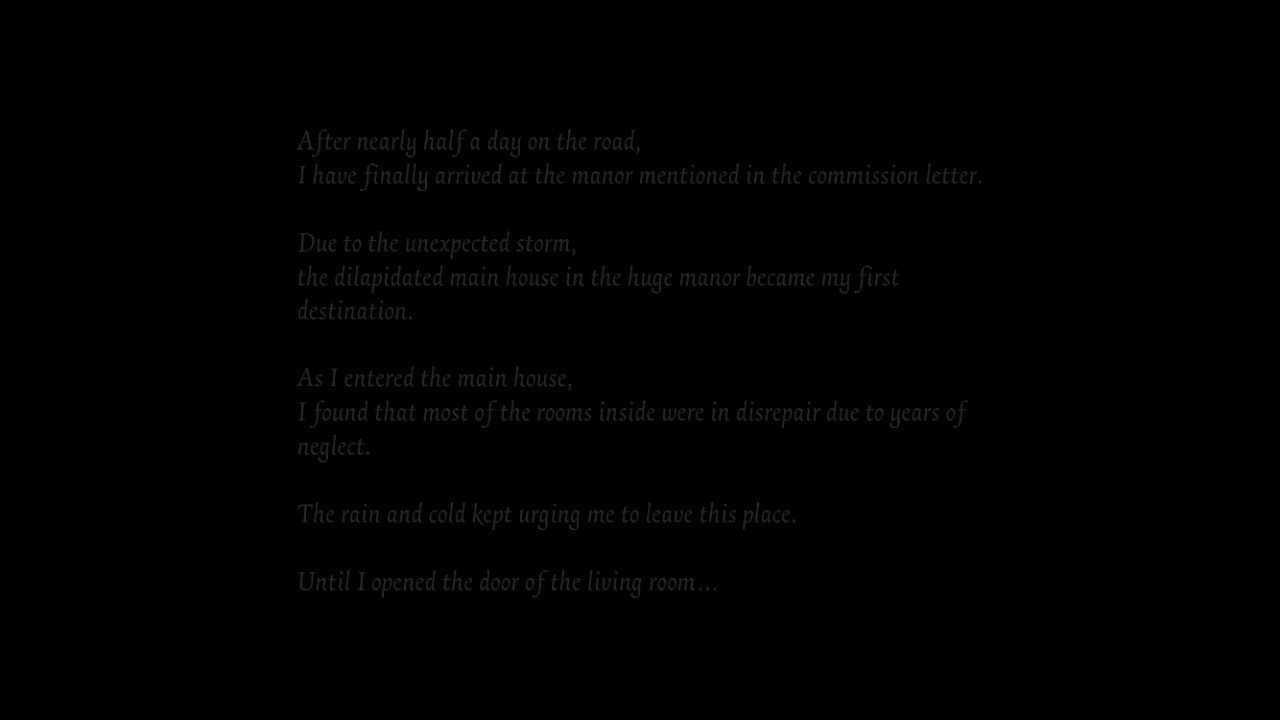 After nearly half a day on the road,
I have finally arrived at the manor mentioned in the commission letter.
Due to the unexpected storm,
the dilapidated main house in the huge manor became my first
destination.
As I entered the main house,
I found that most of the rooms inside were in disrepair due to years of
neglect.
The rain and cold kept urging me to leave this place.
Until I opened the door of the living room...